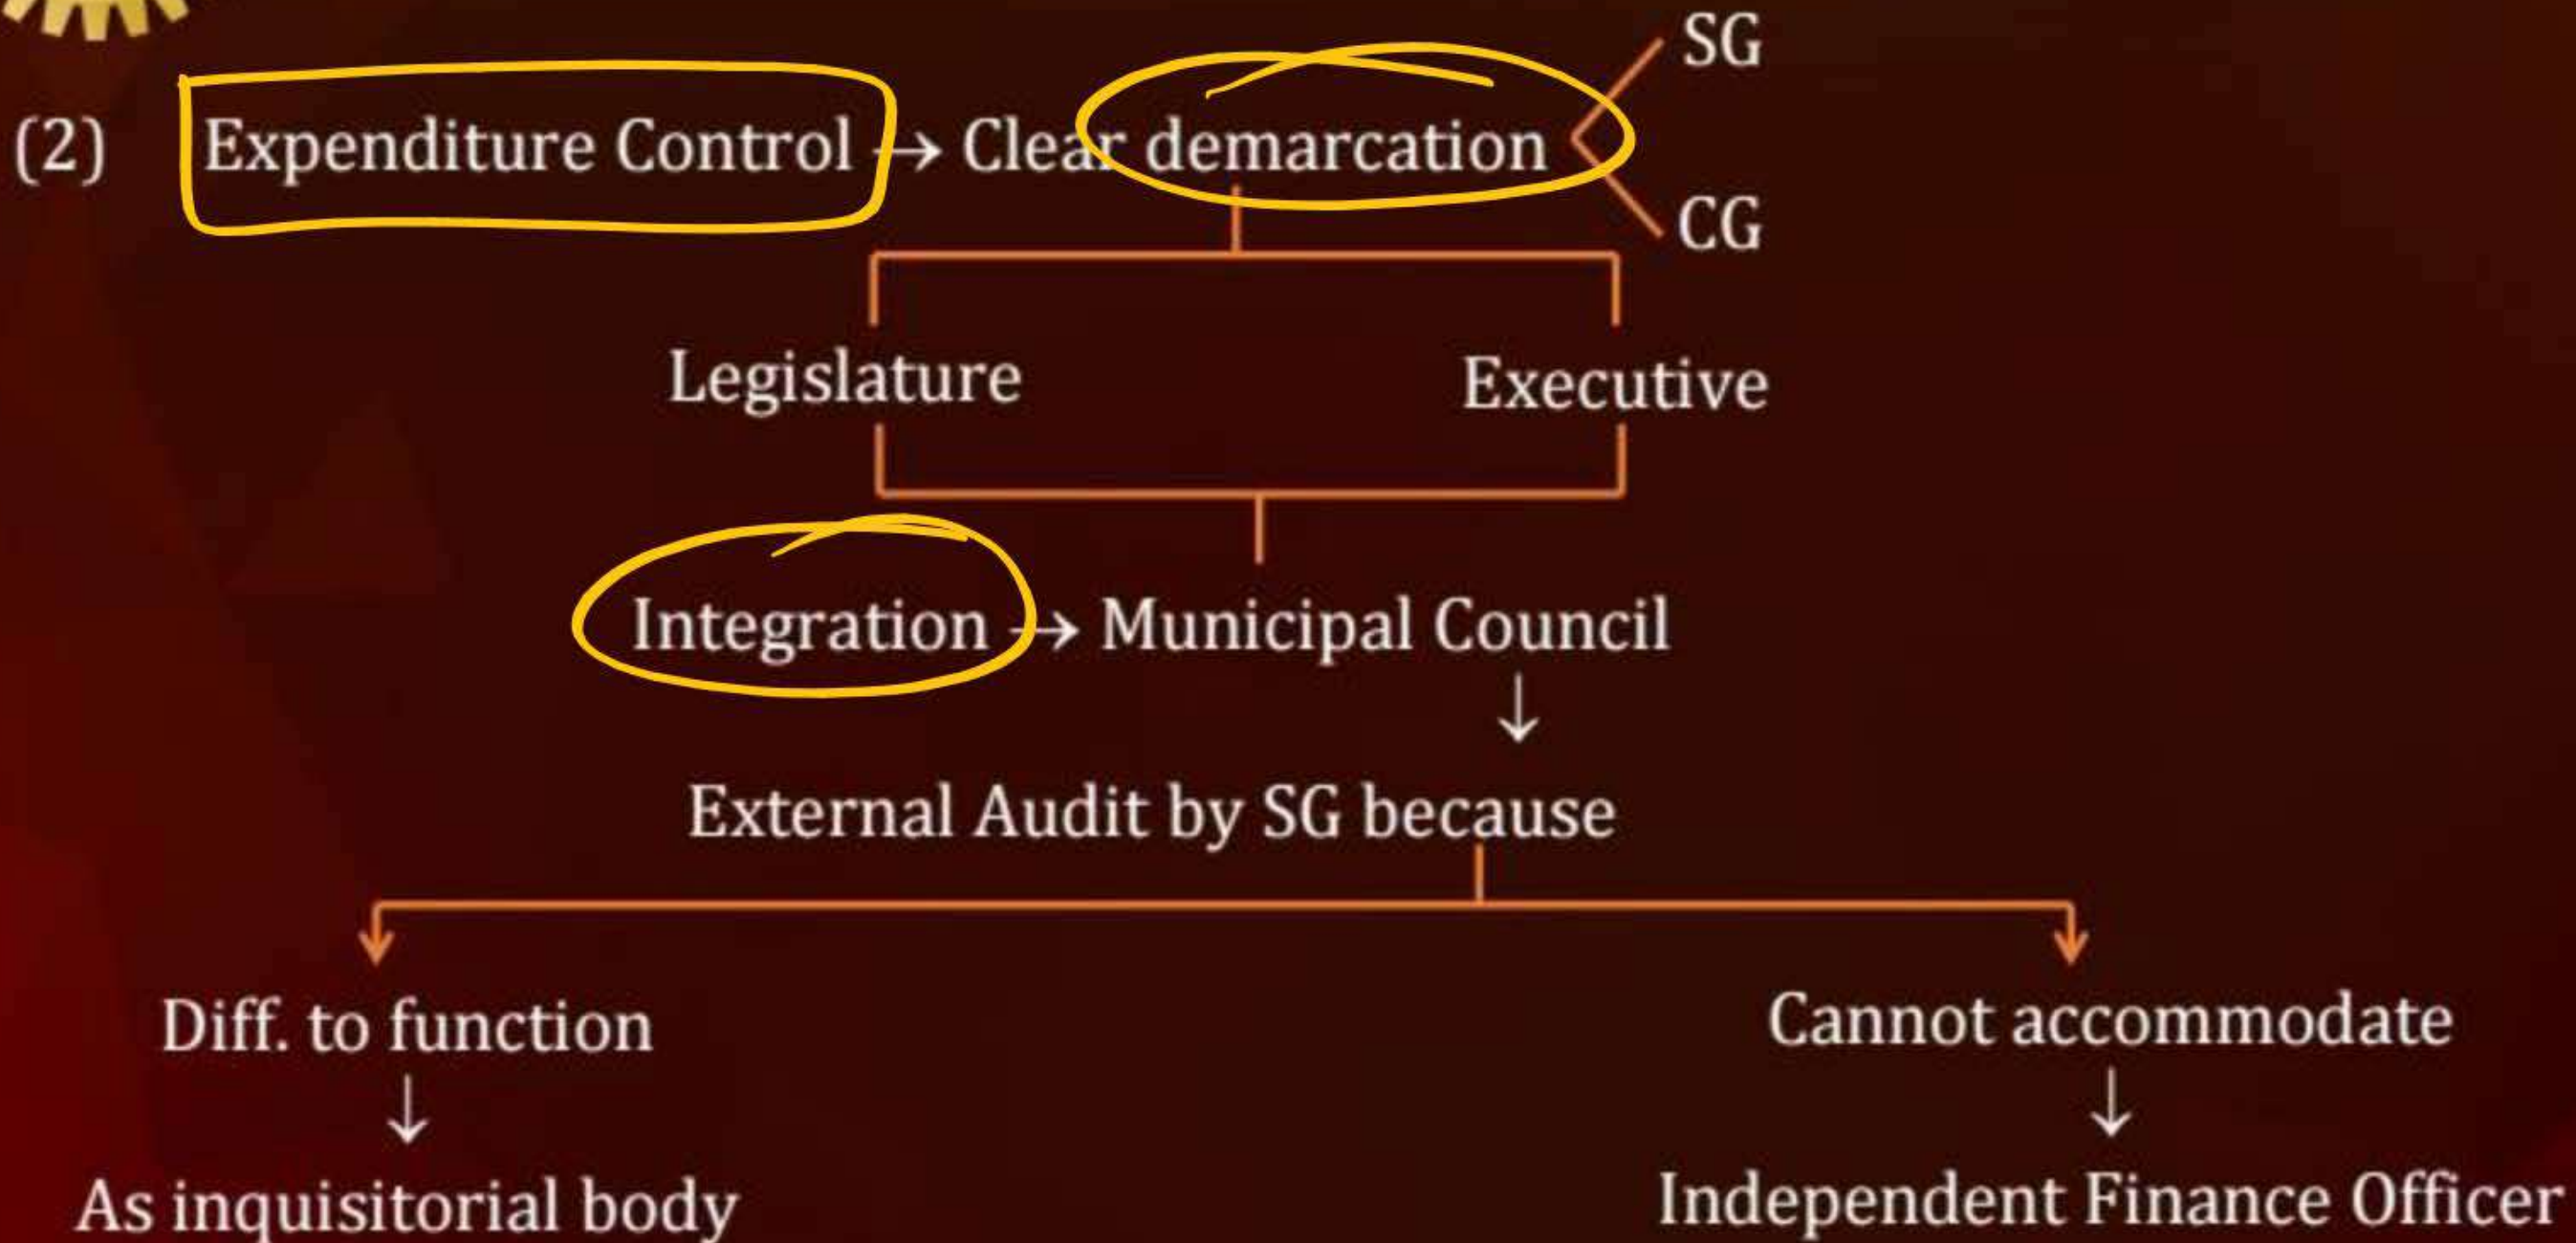 SG
(2) Expenditure Control → Clear demarcation
CG
Legislature Executive
Integration → Municipal Council
↓
External Audit by SG because
Diff. to function Cannot accommodate
↓ ↓
As inquisitorial body Independent Finance Officer